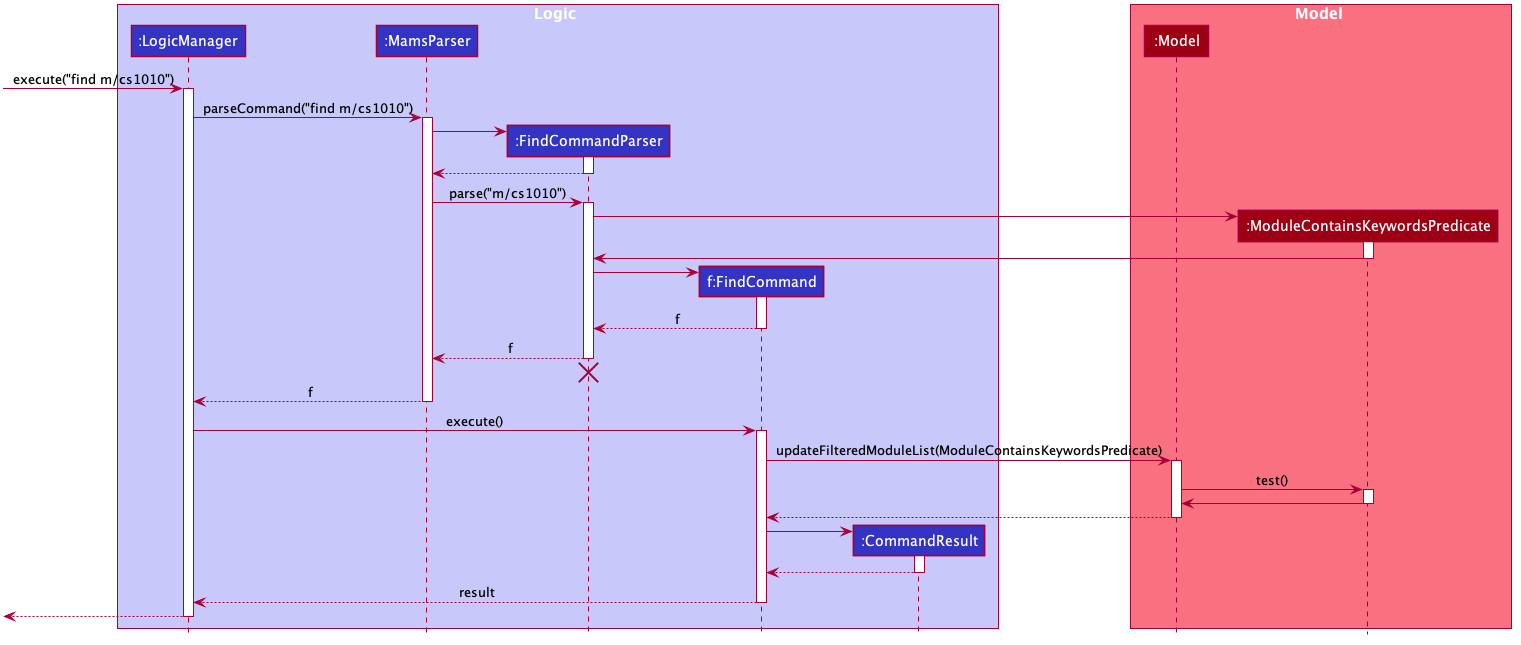 Logic
Model
:LogicManager
:MamsParser
:Model
execute("find m/cs1010")
parseCommand("find m/cs1010")
:FindCommandParser
parse("m/cs1010")
:ModuleContainsKeywordsPredicate
f:FindCommand
f
f
f
execute()
updateFilteredModuleList(ModuleContainsKeywordsPredicate)
test()
:CommandResult
result